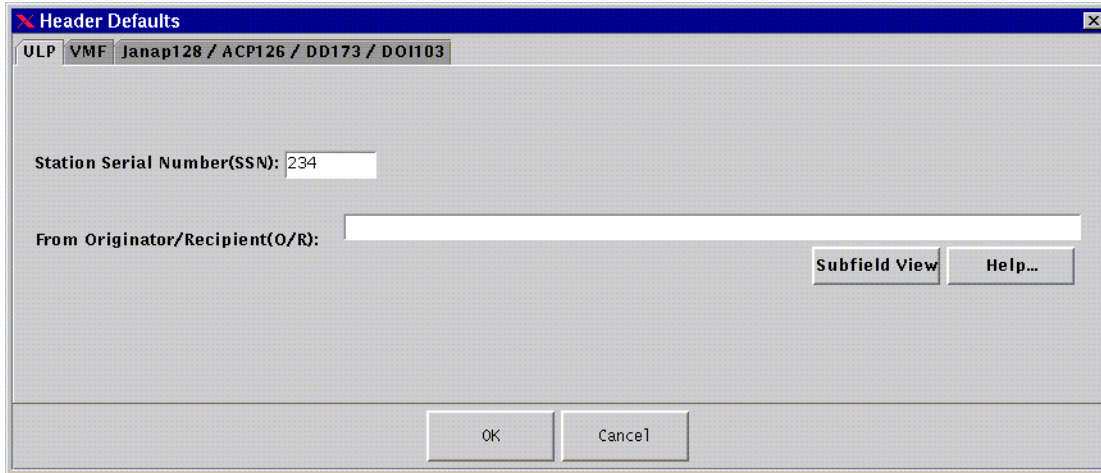 Header Defaults
ULP VMF Janap128 / ACP126 / DD173 / DOI103
Station Serial Number(SSN): 234
From Originator/Recipient(O/R):
Subfield View Help...
OK Cancel